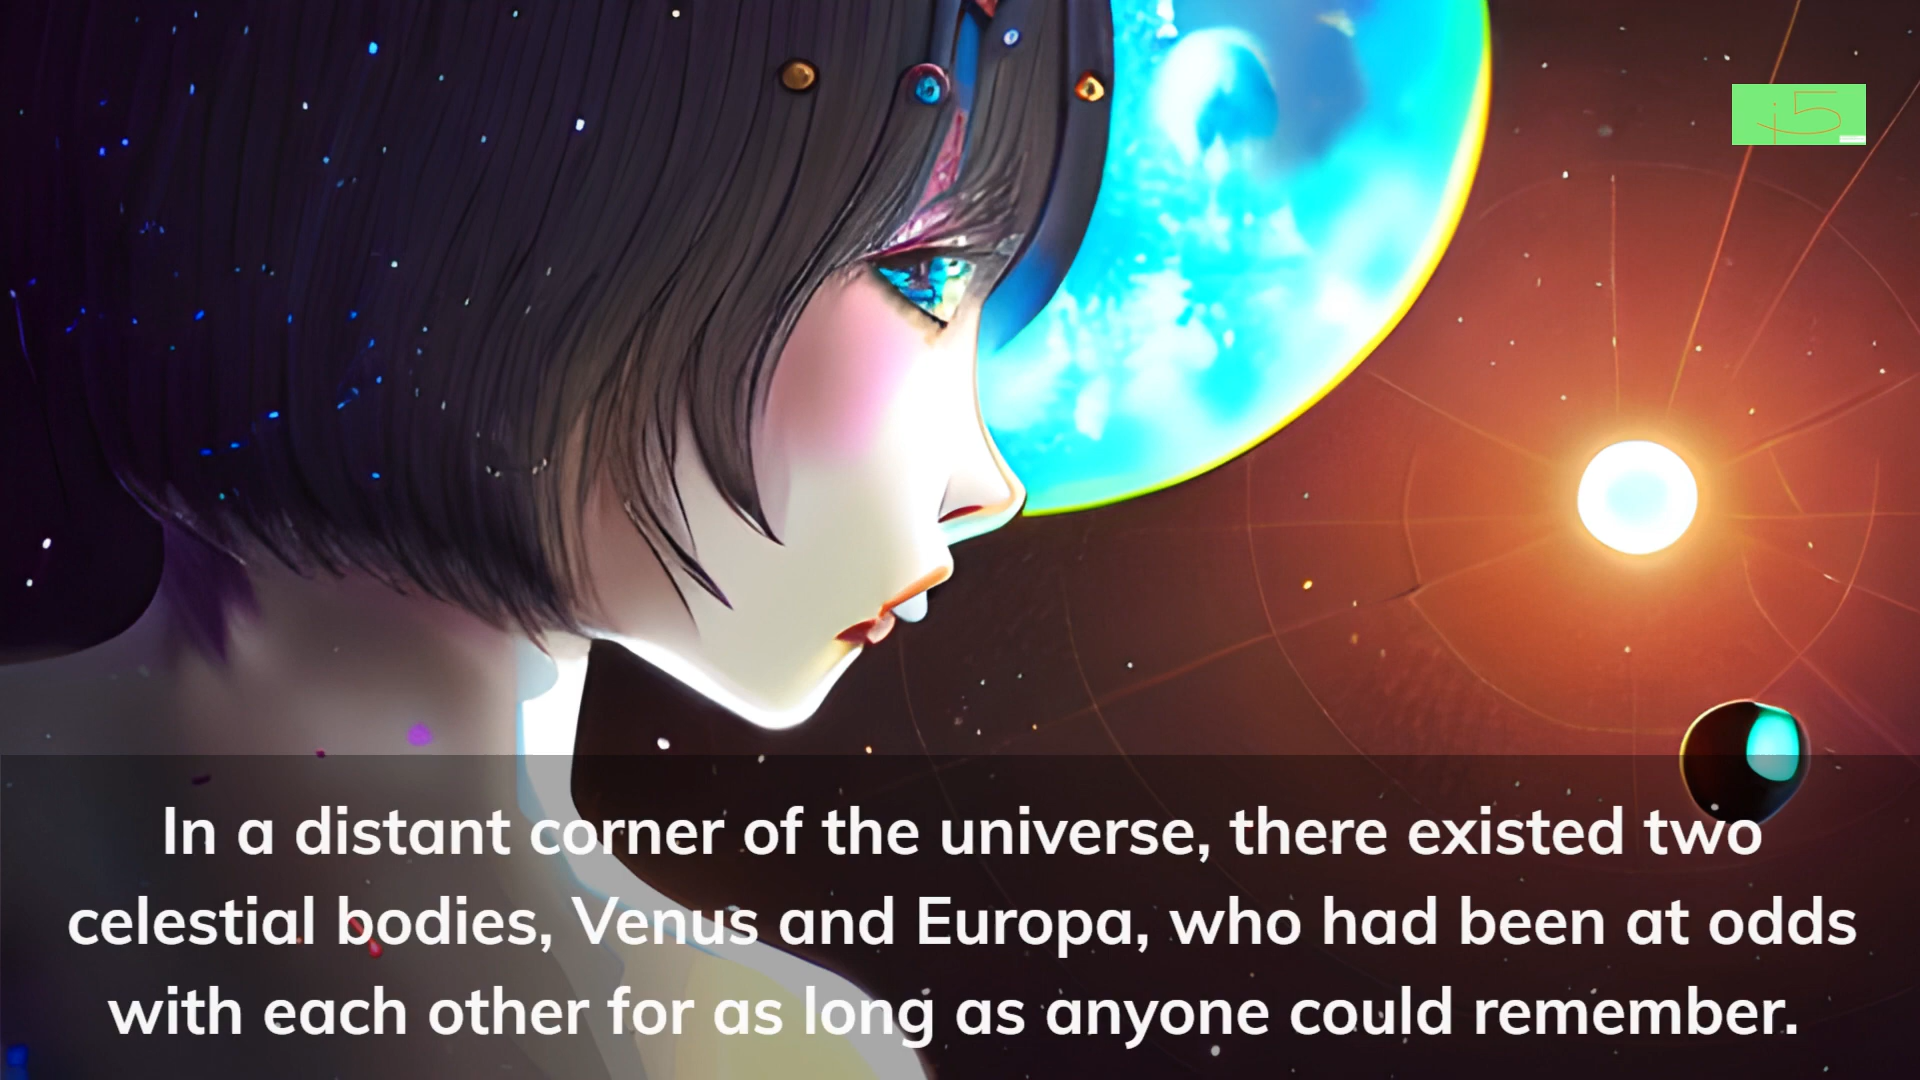 i5
In a distant corner of the universe, there existed two
celestial bodies, Venus and Europa, who had been at odds
with each other for as long as anyone could remember.